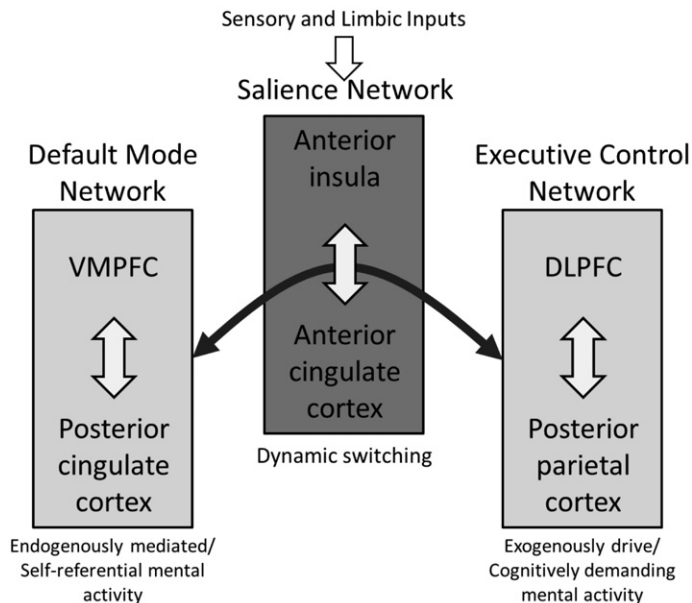 Sensory and Limbic Inputs
Salience Network
Anterior
insula
Anterior
cingulate
cortex
Dynamic switching
Default Mode
Network
VMPFC
Posterior
cingulate
cortex
Endogenously mediated/
Self-referential mental
activity
Executive Control
Network
DLPFC
Posterior
parietal
cortex
Exogenously drive/
Cognitively demanding
mental activity